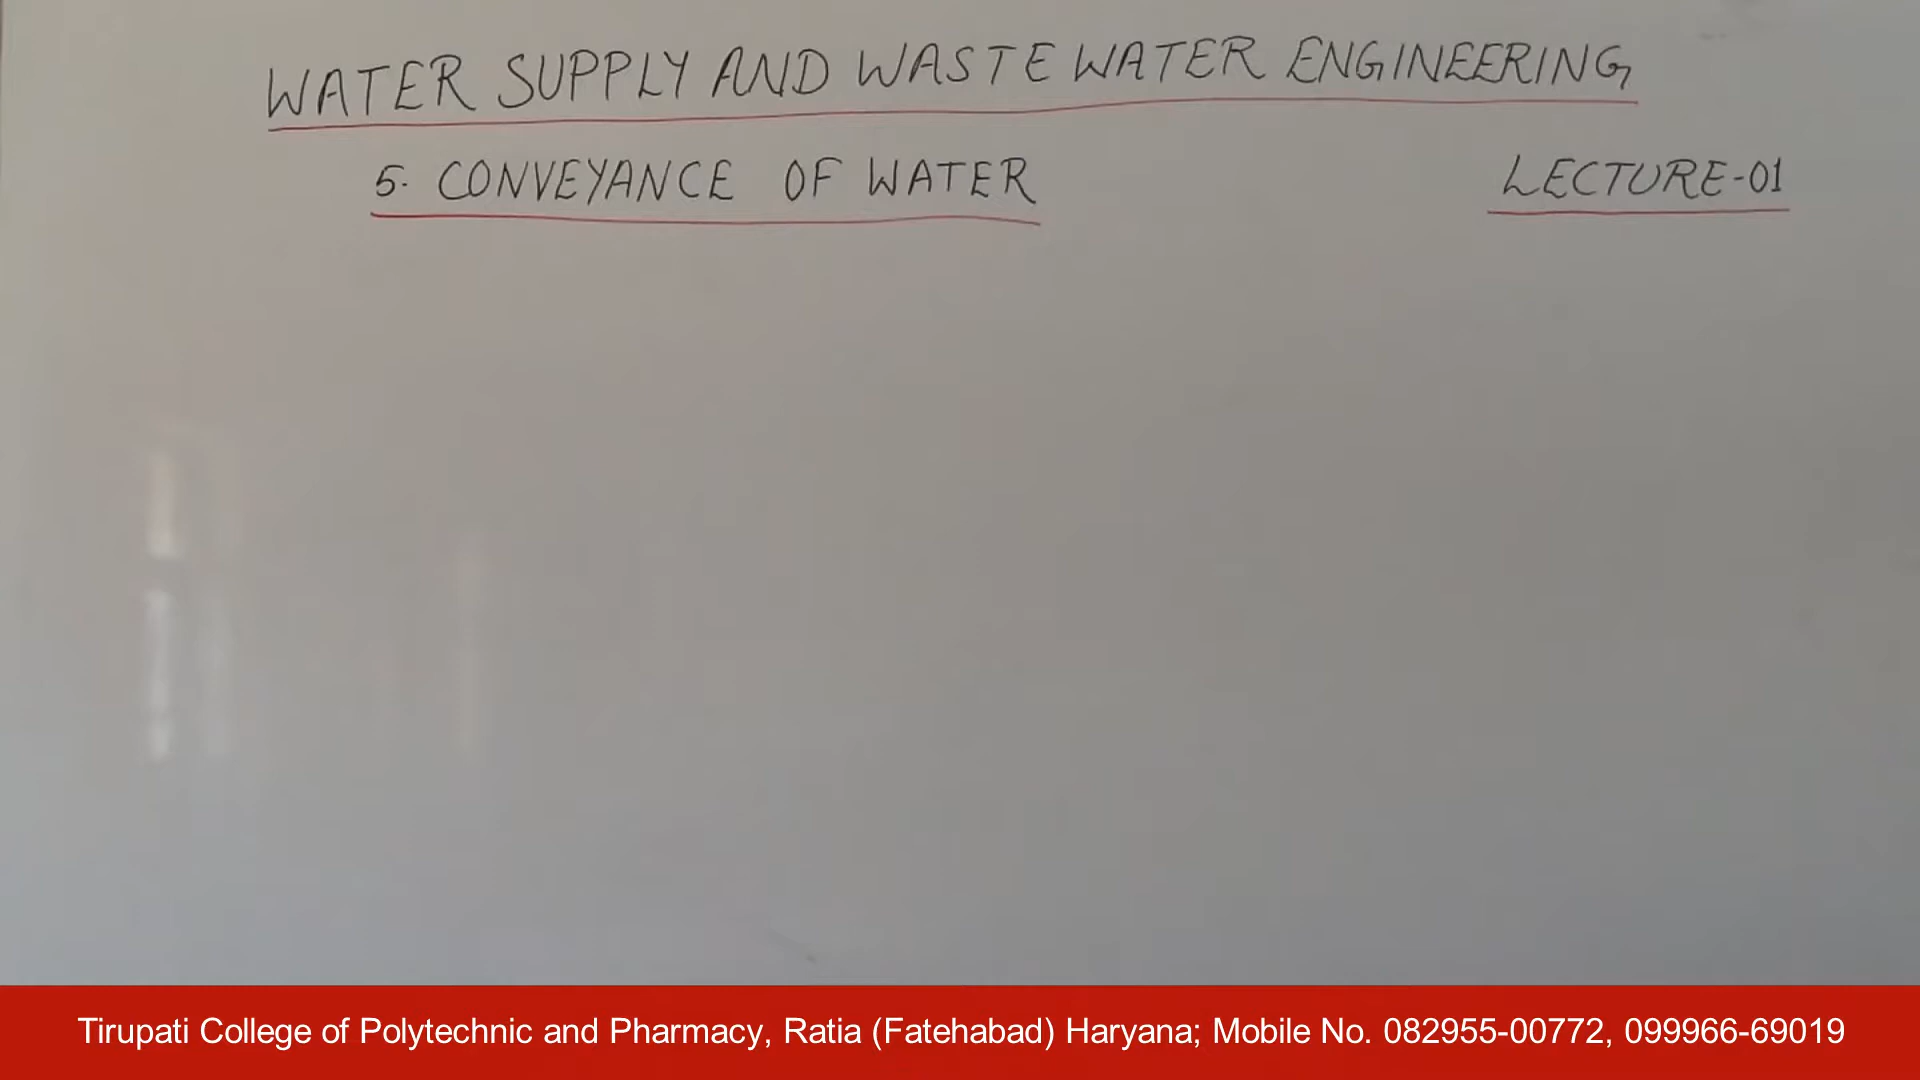 WATER SUPPLY AND WASTE WATER ENGINEERING
5. CONVEYANCE OF WATER
LECTURE-01
Tirupati College of Polytechnic and Pharmacy, Ratia (Fatehabad) Haryana; Mobile No. 082955-00772, 099966-69019